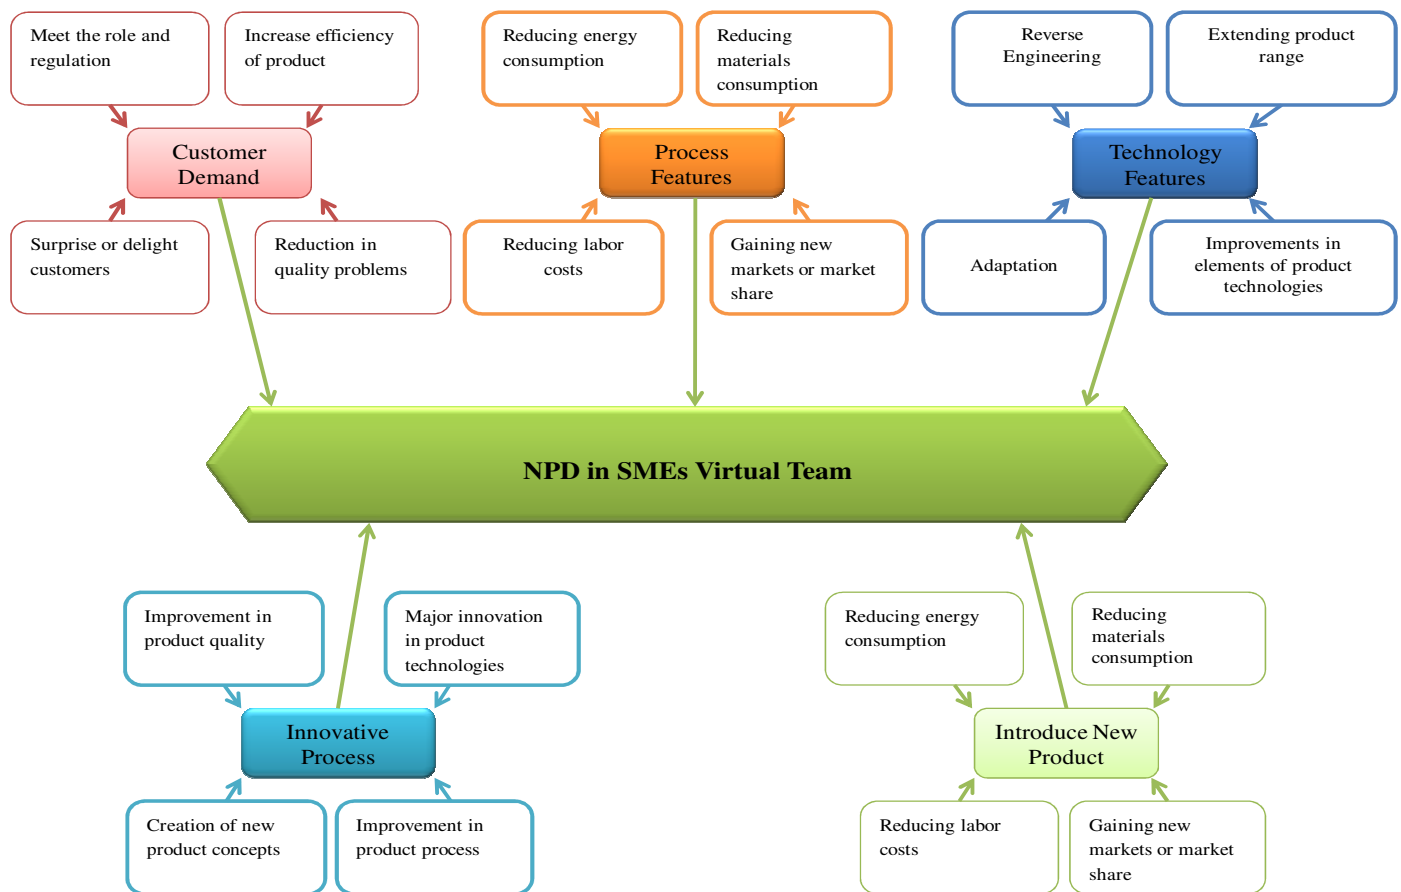 Meet the role and
regulation
Increase efficiency
of product
Reducing energy
consumption
Reducing
materials
consumption
Reverse
Engineering
Extending product
range
Customer
Demand
Process
Features
Technology
Features
Surprise or delight
customers
Reduction in
quality problems
Reducing labor
costs
Gaining new
markets or market
share
Adaptation
Improvements in
elements of product
technologies
NPD in SMEs Virtual Team
Improvement in
product quality
Major innovation
in product
technologies
Reducing energy
consumption
Reducing
materials
consumption
Innovative
Process
Introduce New
Product
Creation of new
product concepts
Improvement in
product process
Reducing labor
costs
Gaining new
markets or market
share